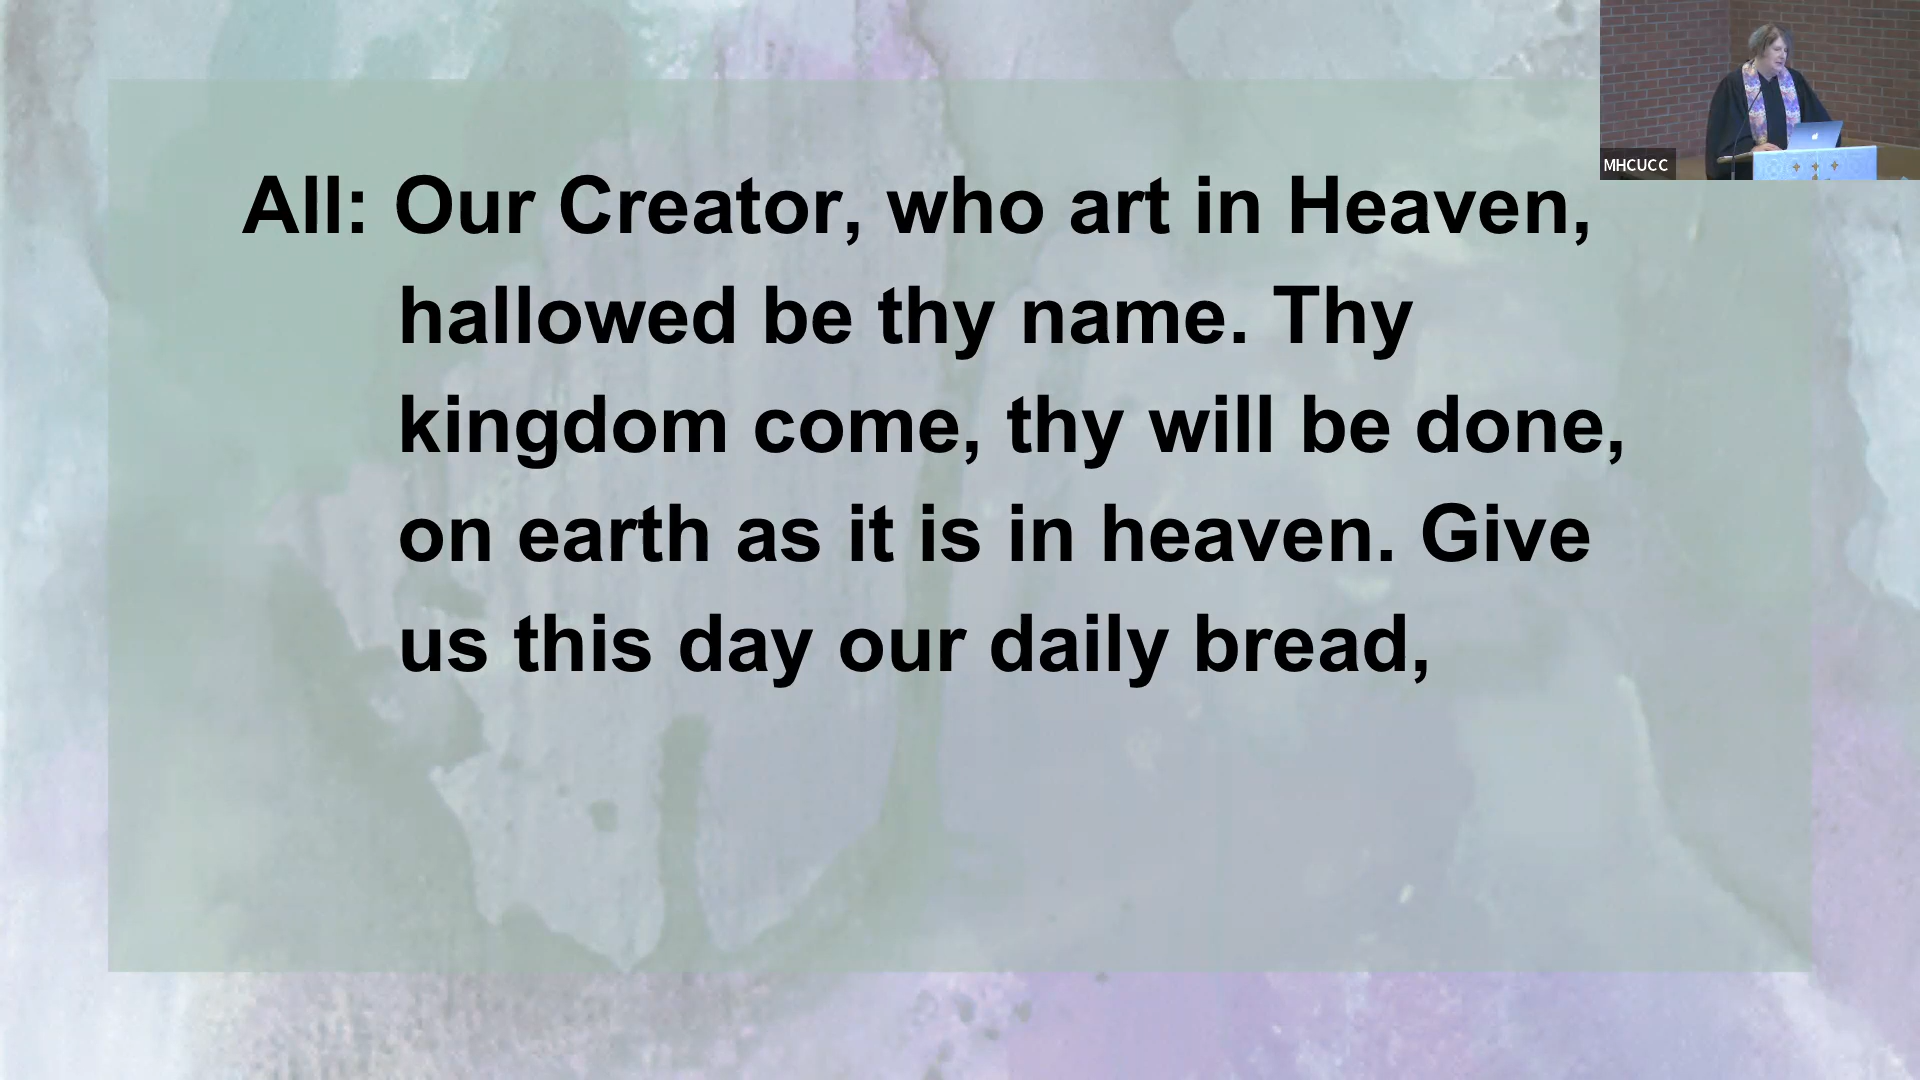 All: Our Creator, who art in Heaven,
hallowed be thy name. Thy
kingdom come, thy will be done,
on earth as it is in heaven. Give
us this day our daily bread,
MHCUCC